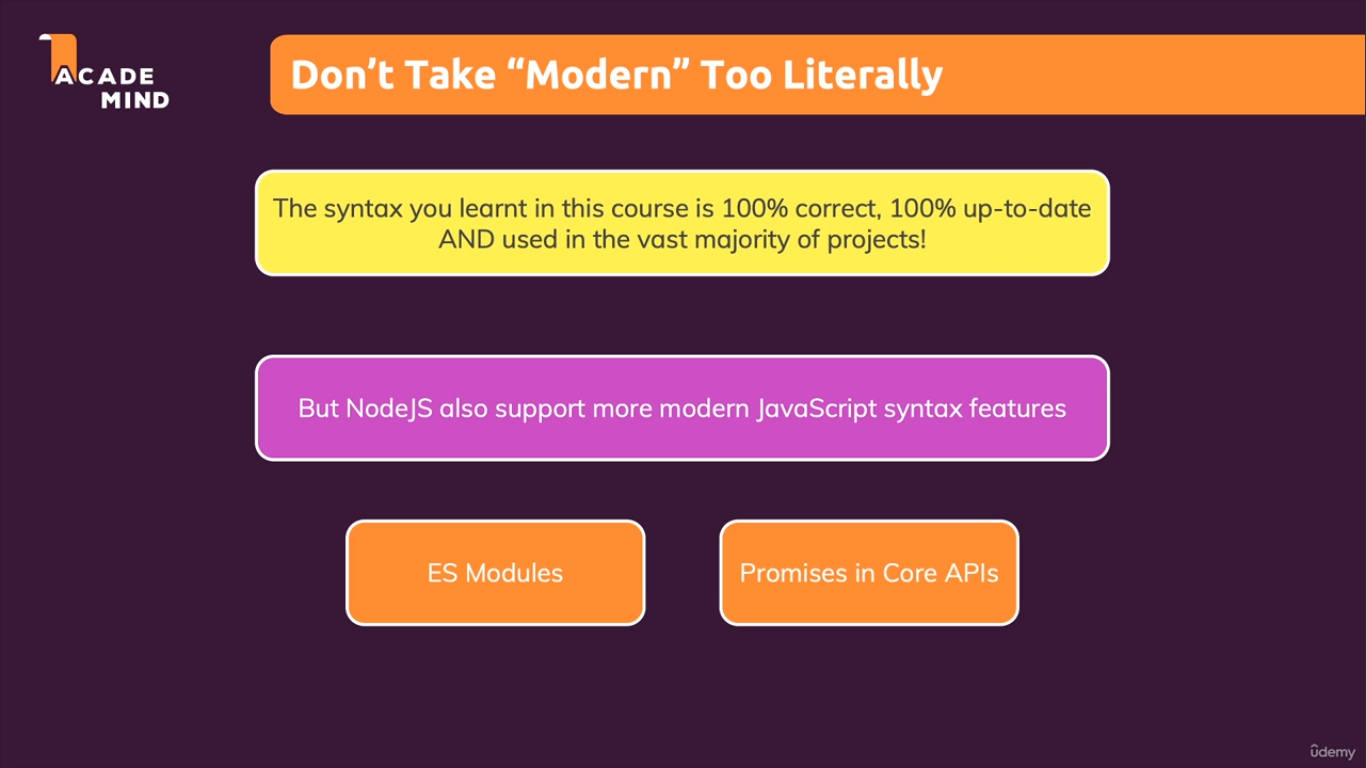 ACADE
MIND
Don’t Take “Modern” Too Literally
The syntax you learnt in this course is 100% correct, 100% up-to-date
AND used in the vast majority of projects!
But NodeJS also support more modern JavaScript syntax features
ES Modules
Promises in Core APIs
ûdemy